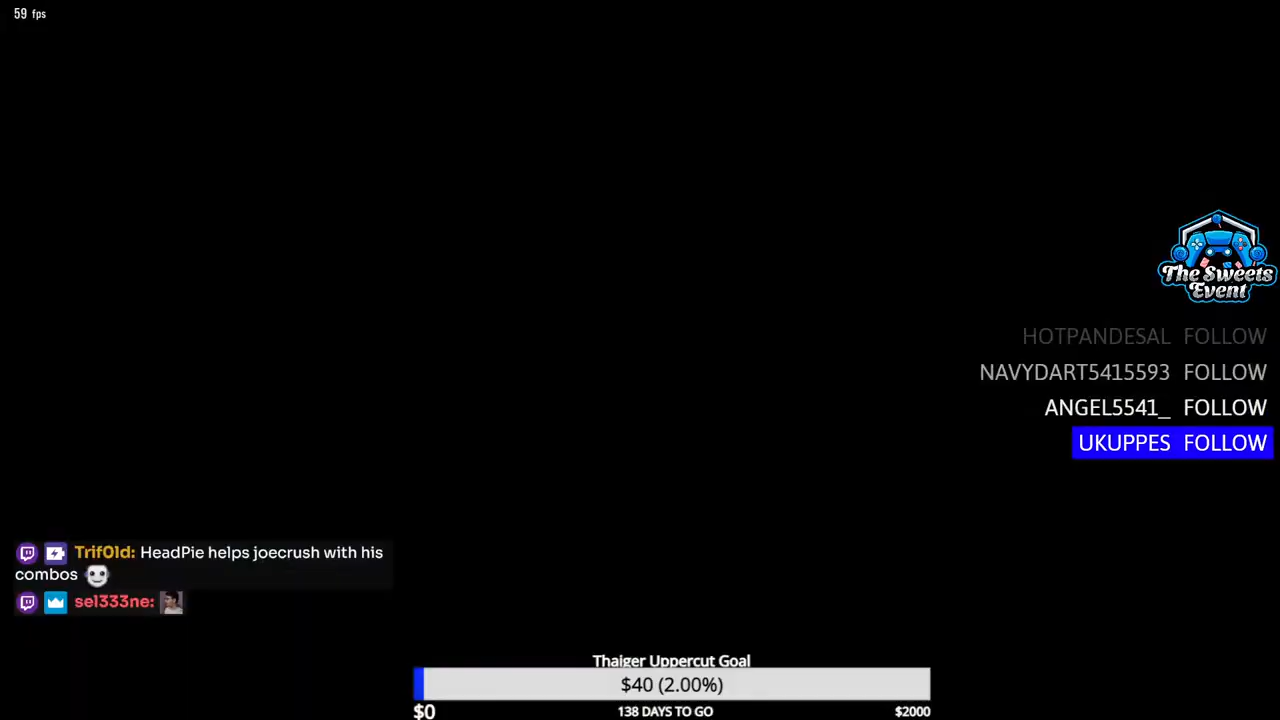 59 fps
The Sweets
Event
HOTPANDESAL FOLLOW
NAVYDART5415593 FOLLOW
ANGEL5541_ FOLLOW
UKUPPES FOLLOW
Trif0ld: HeadPie helps joecrush with his
combos
sel333ne:
Thaiger Uppercut Goal
$40 (2.00%)
$0 138 DAYS TO GO $2000